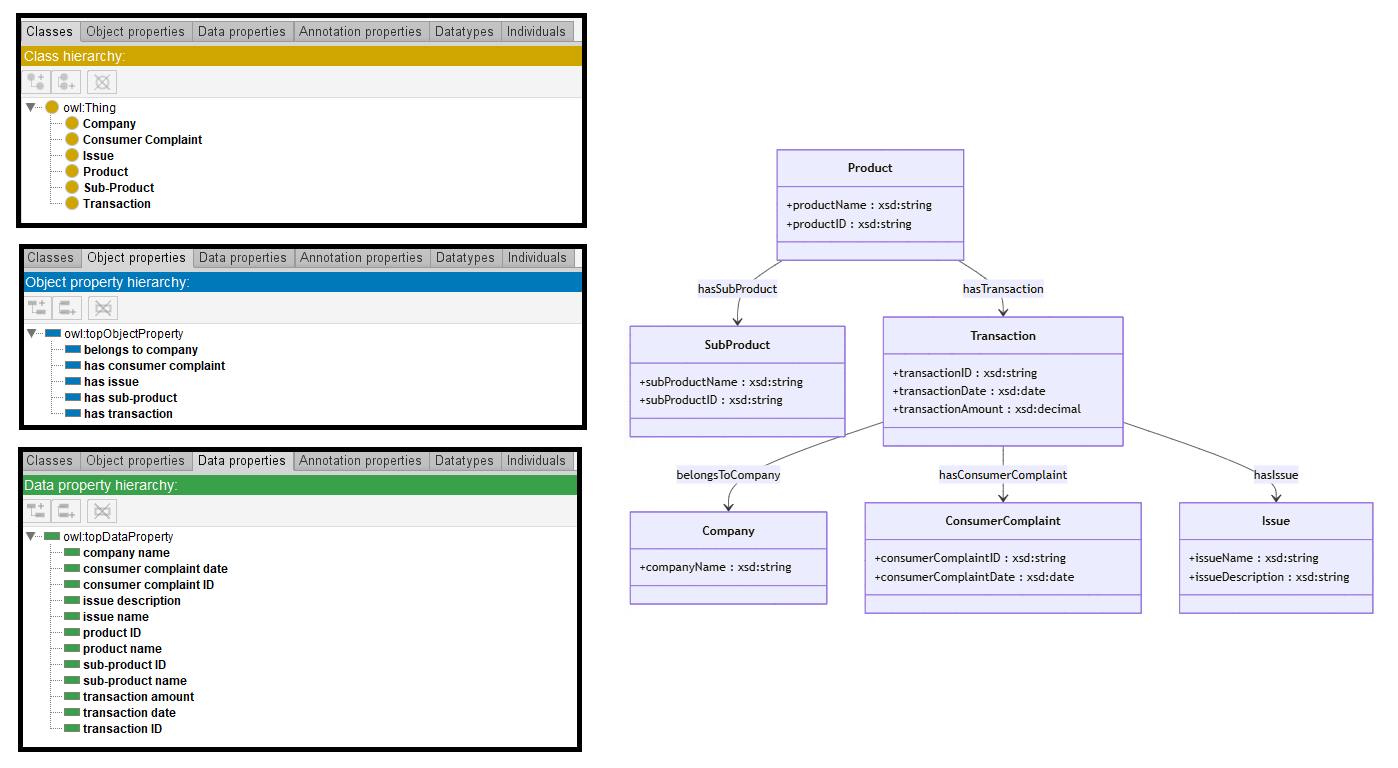 Classes Object properties Data properties Annotation properties Datatypes Individuals
Class hierarchy:
owl:Thing
Company
Consumer Complaint
Issue
Product
Sub-Product
Transaction
Classes Object properties Data properties Annotation properties Datatypes Individuals
Object property hierarchy:
owl:topObjectProperty
belongs to company
has consumer complaint
has issue
has sub-product
has transaction
Classes Object properties Data properties Annotation properties Datatypes Individuals
Data property hierarchy:
owl:topDataProperty
company name
consumer complaint date
consumer complaint ID
issue description
issue name
product ID
product name
sub-product ID
sub-product name
transaction amount
transaction date
transaction ID
Product
+productName : xsd:string
+productID : xsd:string
hasSubProduct
hasTransaction
SubProduct
+subProductName : xsd:string
+subProductID : xsd:string
Transaction
+transactionID : xsd:string
+transactionDate : xsd:date
+transactionAmount : xsd:decimal
belongsToCompany
hasConsumerComplaint
hasIssue
Company
+companyName : xsd:string
ConsumerComplaint
+consumerComplaintID : xsd:string
+consumerComplaintDate : xsd:date
Issue
+issueName : xsd:string
+issueDescription : xsd:string